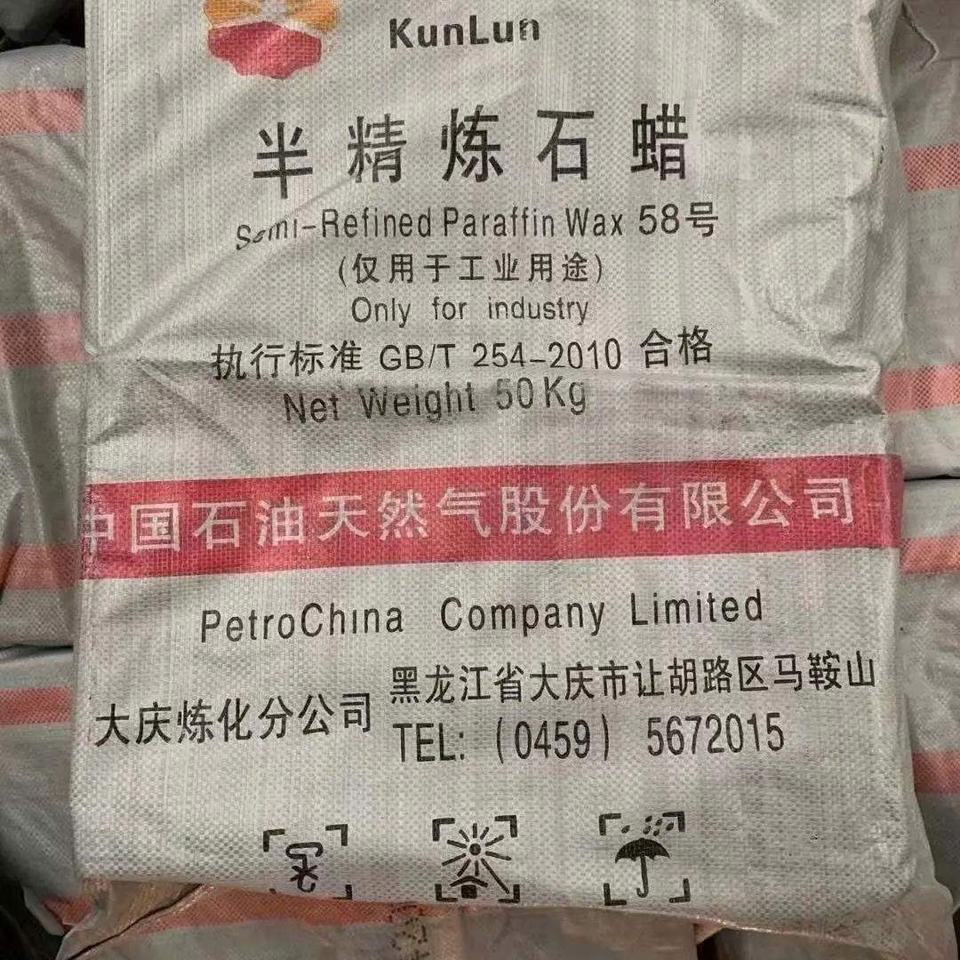 KunLun
半精炼石蜡
Semi-Refined Paraffin Wax 58号
(仅用于工业用途)
Only for industry
执行标准 GB/T 254-2010 合格
Net Weight 50Kg
中国石油天然气股份有限公司
PetroChina Company Limited
大庆炼化分公司
黑龙江省大庆市让胡路区马鞍山
TEL: (0459) 5672015